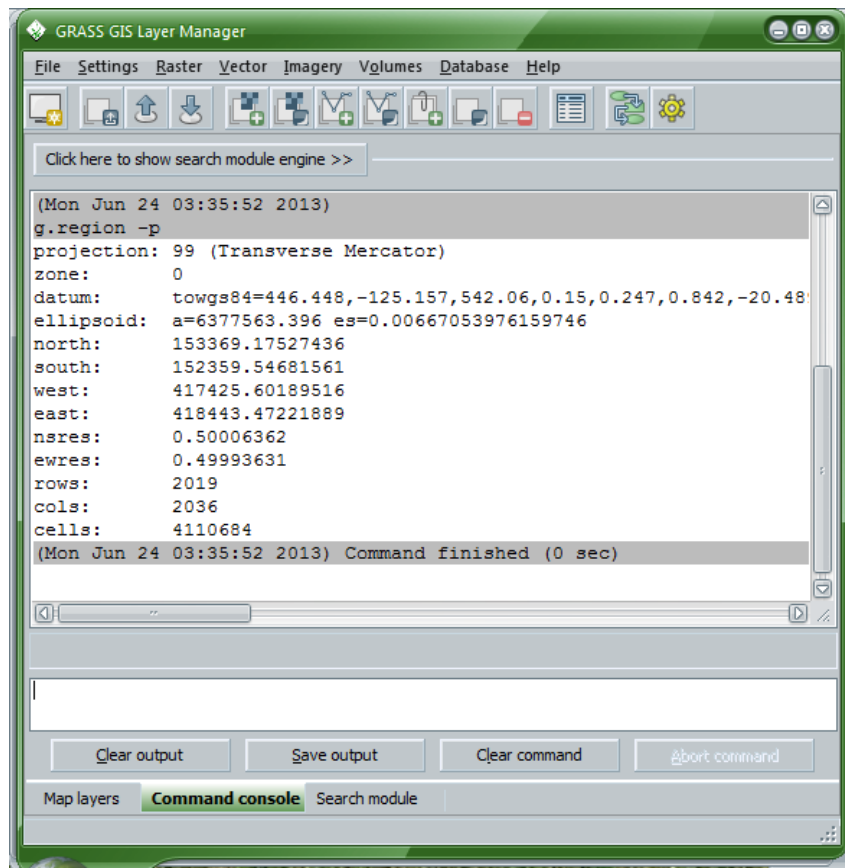 GRASS GIS Layer Manager
File Settings Raster Vector Imagery Volumes Database Help
Click here to show search module engine >>
(Mon Jun 24 03:35:52 2013)
g.region -p
projection: 99 (Transverse Mercator)
zone: 0
datum: towgs84=446.448,-125.157,542.06,0.15,0.247,0.842,-20.48
ellipsoid: a=6377563.396 es=0.00667053976159746
north: 153369.17527436
south: 152359.54681561
west: 417425.60189516
east: 418443.47221889
nsres: 0.50006362
ewres: 0.49993631
rows: 2019
cols: 2036
cells: 4110684
(Mon Jun 24 03:35:52 2013) Command finished (0 sec)
Clear output Save output Clear command Abort command
Map layers Command console Search module